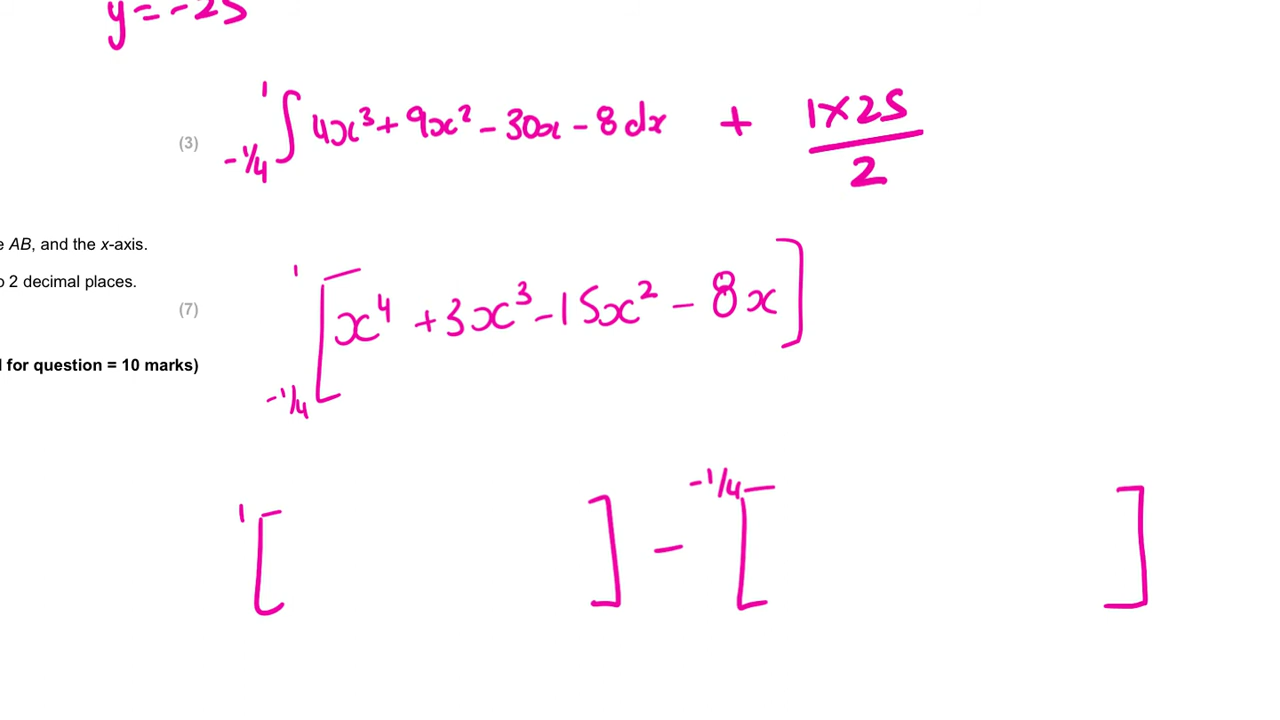 y = -25
(3) 1 ∫ -1/4 4x³ + 9x² - 30x - 8 dx + 1×25/2
e AB, and the x-axis.
o 2 decimal places.
(7) 1 [x⁴ + 3x³ - 15x² - 8x] -1/4
l for question = 10 marks)
1 [ ] - -1/4 [ ]